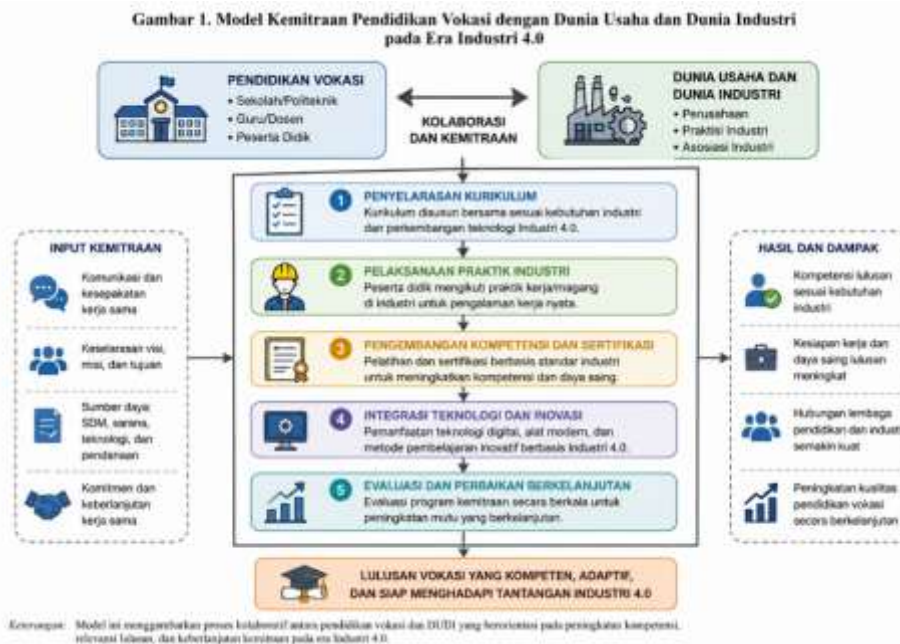 Gambar 1. Model Kemitraan Pendidikan Vokasi dengan Dunia Usaha dan Dunia Industri
pada Era Industri 4.0
PENDIDIKAN VOKASI
• Sekolah/Politeknik
• Guru/Dosen
• Peserta Didik
KOLABORASI
DAN KEMITRAAN
DUNIA USAHA DAN
DUNIA INDUSTRI
• Perusahaan
• Praktisi Industri
• Asosiasi Industri
INPUT KEMITRAAN
Komunikasi dan
kesepakatan
kerja sama
Keselarasan visi,
misi, dan tujuan
Sumber daya:
SDM, sarana,
teknologi, dan
pendanaan
Komitmen dan
keberlanjutan
kerja sama
1 PENYELARASAN KURIKULUM
Kurikulum disusun bersama sesuai kebutuhan industri
dan perkembangan teknologi Industri 4.0.
2 PELAKSANAAN PRAKTIK INDUSTRI
Peserta didik mengikuti praktik kerja/magang
di industri untuk pengalaman kerja nyata.
3 PENGEMBANGAN KOMPETENSI DAN SERTIFIKASI
Pelatihan dan sertifikasi berbasis standar industri
untuk meningkatkan kompetensi dan daya saing.
4 INTEGRASI TEKNOLOGI DAN INOVASI
Pemanfaatan teknologi digital, alat modern, dan
metode pembelajaran inovatif berbasis Industri 4.0.
5 EVALUASI DAN PERBAIKAN BERKELANJUTAN
Evaluasi program kemitraan secara berkala untuk
peningkatan mutu yang berkelanjutan.
HASIL DAN DAMPAK
Kompetensi lulusan
sesuai kebutuhan
industri
Kesiapan kerja dan
daya saing lulusan
meningkat
Hubungan lembaga
pendidikan dan indust
semakin kuat
Peningkatan kualitas
pendidikan vokasi
secara berkelanjutan
LULUSAN VOKASI YANG KOMPETEN, ADAPTIF,
DAN SIAP MENGHADAPI TANTANGAN INDUSTRI 4.0
Keterangan: Model ini menggambarkan proses kolaboratif antara pendidikan vokasi dan DUDI yang berorientasi pada peningkatan kompetensi,
relevansi lulusan, dan keberlanjutan kemitraan pada era Industri 4.0.